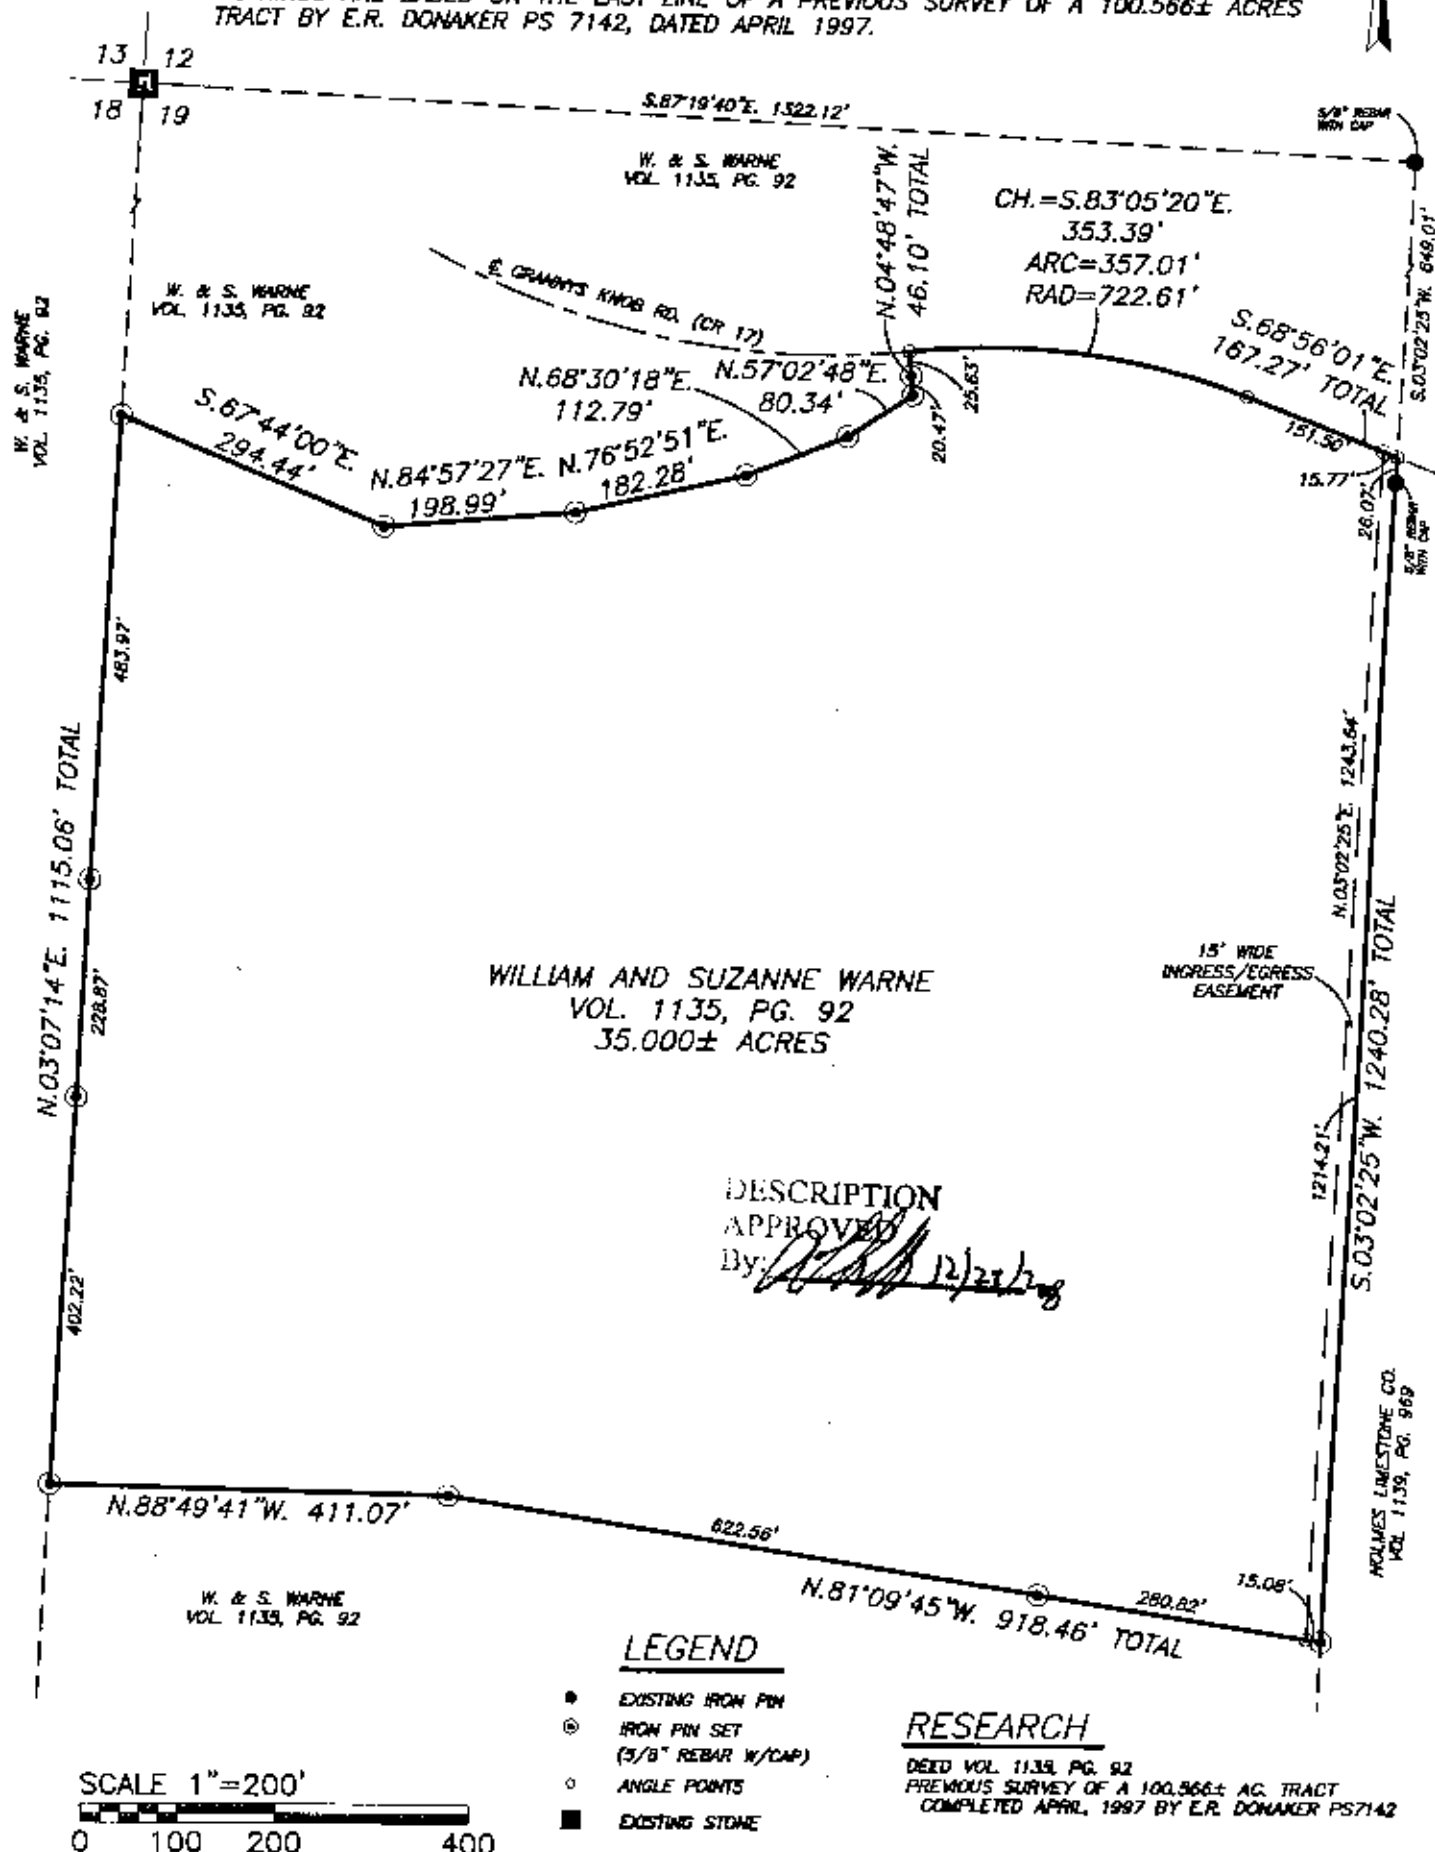 TRACT BY E.R. DONAKER PS 7142, DATED APRIL 1997.
13 12
18 19
S.87°19'40"E. 1322.12'
5/8" REBAR
WITH CAP
W. & S. WARNE
VOL. 1135, PG. 92
N.04°48'47"W.
46.10' TOTAL
CH.=S.83°05'20"E.
353.39'
ARC=357.01'
RAD=722.61'
S.03°02'25"W. 649.01'
W. & S. WARNE
VOL. 1135, PG. 92
W. & S. WARNE
VOL. 1135, PG. 92
℄ GRANNYS KNOB RD. (CR 17)
S.68°56'01"E.
167.27' TOTAL
S.67°44'00"E.
294.44'
N.68°30'18"E.
112.79'
N.57°02'48"E.
80.34'
25.63'
20.47'
151.50'
15.77'
26.07'
5/8" REBAR
WITH CAP
N.84°57'27"E.
198.99'
N.76°52'51"E.
182.28'
483.97'
N.03°07'14"E. 1115.06' TOTAL
228.87'
402.22'
N.03°02'25"E. 1243.64'
15' WIDE
INGRESS/EGRESS
EASEMENT
S.03°02'25"W. 1240.28' TOTAL
1214.21'
WILLIAM AND SUZANNE WARNE
VOL. 1135, PG. 92
35.000± ACRES
DESCRIPTION
APPROVED
By:
HOLMES LIMESTONE CO.
VOL. 1139, PG. 969
N.88°49'41"W. 411.07'
622.56'
N.81°09'45"W. 918.46' TOTAL
280.82'
15.08'
W. & S. WARNE
VOL. 1135, PG. 92
LEGEND
EXISTING IRON PIN
IRON PIN SET
(5/8" REBAR W/CAP)
ANGLE POINTS
EXISTING STONE
RESEARCH
DEED VOL. 1135, PG. 92
PREVIOUS SURVEY OF A 100.566± AC. TRACT
COMPLETED APRIL, 1997 BY E.R. DONAKER PS7142
SCALE 1"=200'
0 100 200 400